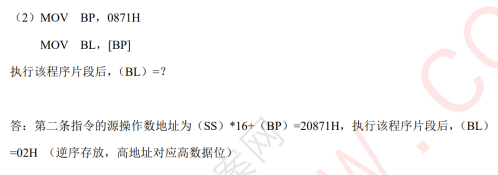 （2）MOV BP，0871H
MOV BL，[BP]
执行该程序片段后，（BL）=？
答：第二条指令的源操作数地址为（SS）*16+（BP）=20871H，执行该程序片段后，（BL）
=02H （逆序存放，高地址对应高数据位）
案网
W.CO